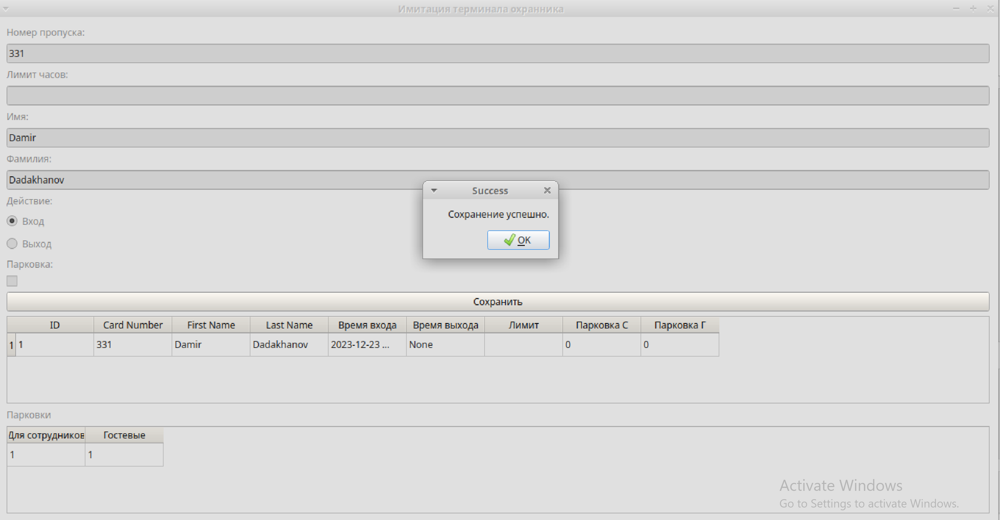 Имитация терминала охранника
Номер пропуска:
331
Лимит часов:
Имя:
Damir
Фамилия:
Dadakhanov
Действие:
Вход
Выход
Парковка:
Success
Сохранение успешно.
OK
Сохранить
ID Card Number First Name Last Name Время входа Время выхода Лимит Парковка С Парковка Г
1 1 331 Damir Dadakhanov 2023-12-23 ... None 0 0
Парковки
Для сотрудников Гостевые
1 1
Activate Windows
Go to Settings to activate Windows.